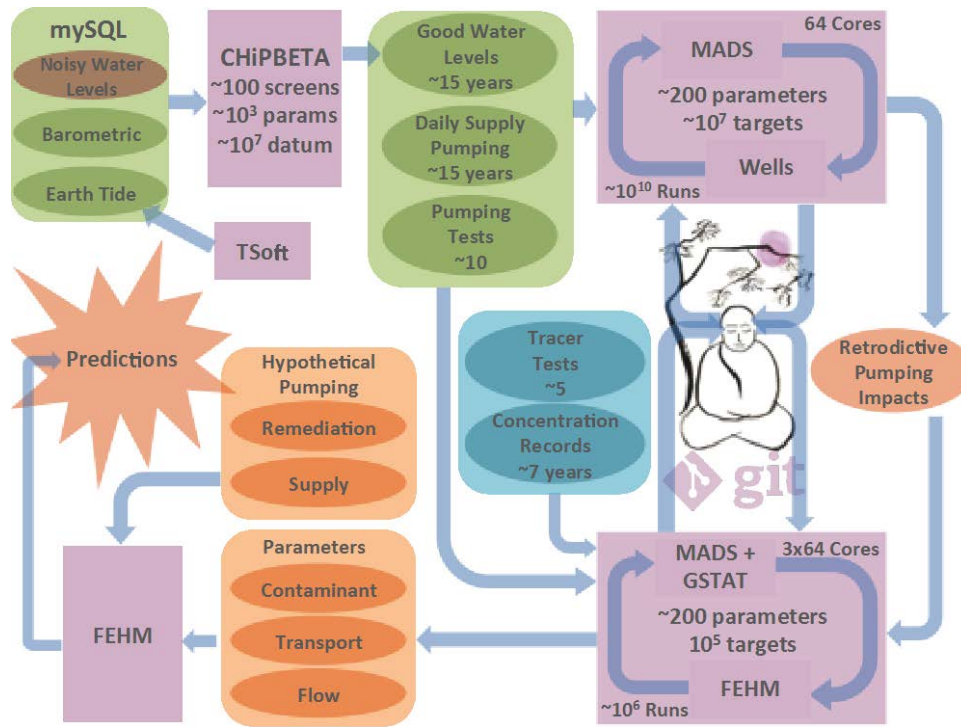 mySQL
Noisy Water
Levels
Barometric
Earth Tide
CHiPBETA
~100 screens
~10³ params
~10⁷ datum
TSoft
Good Water
Levels
~15 years
Daily Supply
Pumping
~15 years
Pumping
Tests
~10
64 Cores
MADS
~200 parameters
~10⁷ targets
Wells
~10¹⁰ Runs
Predictions
Hypothetical
Pumping
Remediation
Supply
Tracer
Tests
~5
Concentration
Records
~7 years
Retrodictive
Pumping
Impacts
git
FEHM
Parameters
Contaminant
Transport
Flow
3x64 Cores
MADS +
GSTAT
~200 parameters
10⁵ targets
FEHM
~10⁶ Runs